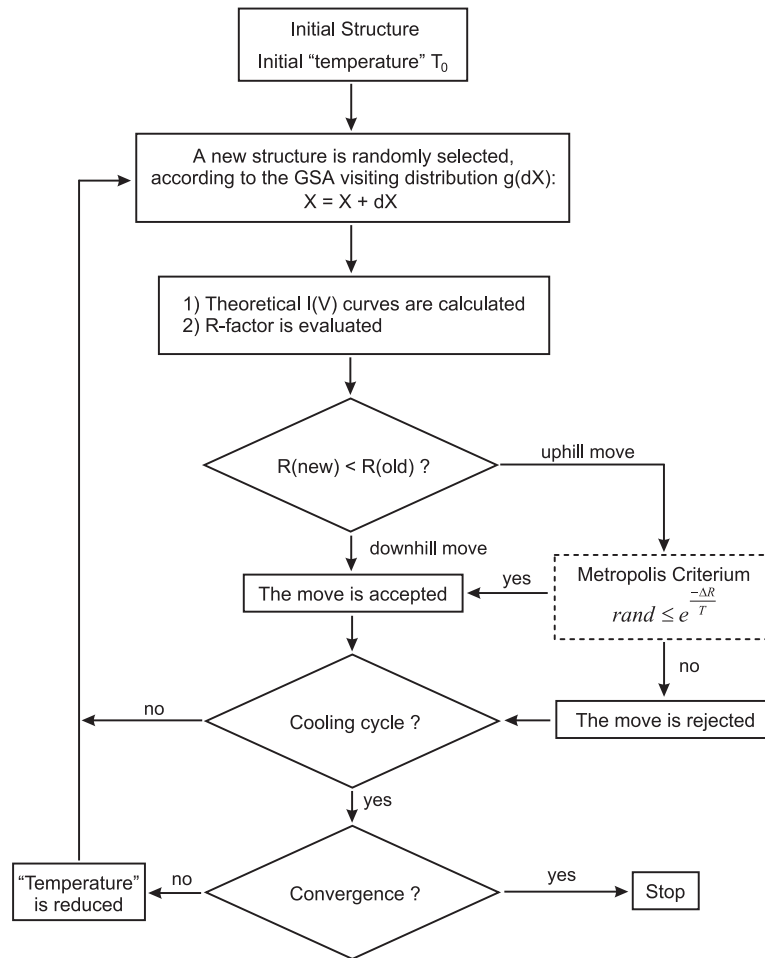 Initial Structure
Initial “temperature” T₀
A new structure is randomly selected,
according to the GSA visiting distribution g(dX):
X = X + dX
1) Theoretical I(V) curves are calculated
2) R-factor is evaluated
R(new) < R(old) ?
uphill move
downhill move
Metropolis Criterium
rand ≤ e^(-ΔR/T)
yes
The move is accepted
no
The move is rejected
Cooling cycle ?
no
yes
Convergence ?
no
“Temperature”
is reduced
yes
Stop